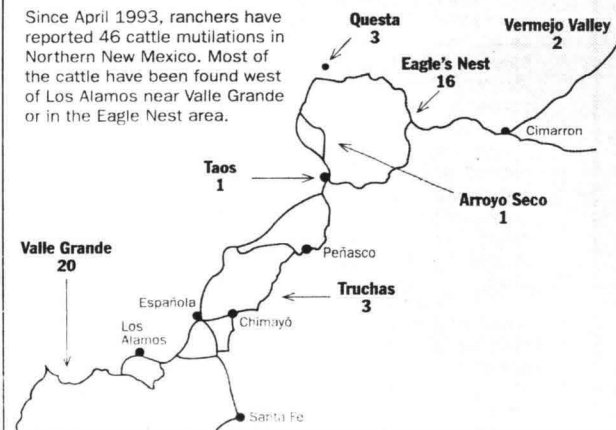 Since April 1993, ranchers have
reported 46 cattle mutilations in
Northern New Mexico. Most of
the cattle have been found west
of Los Alamos near Valle Grande
or in the Eagle Nest area.
Questa
3
Vermejo Valley
2
Eagle's Nest
16
Cimarron
Taos
1
Arroyo Seco
1
Valle Grande
20
Peñasco
Truchas
3
Española
Chimayó
Los
Alamos
Santa Fe